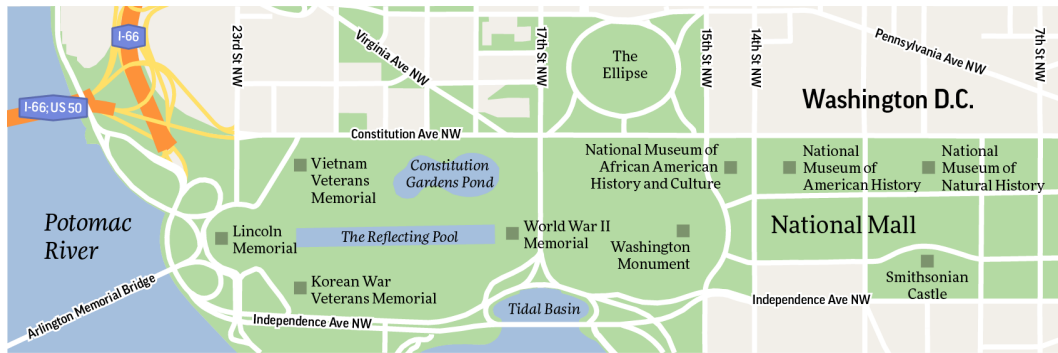 I-66
I-66; US 50
23rd St NW
Virginia Ave NW
17th St NW
The
Ellipse
15th St NW
14th St NW
Pennsylvania Ave NW
7th St NW
Washington D.C.
Constitution Ave NW
Vietnam
Veterans
Memorial
Constitution
Gardens Pond
National Museum of
African American
History and Culture
National
Museum of
American History
National
Museum of
Natural History
Potomac
River
Lincoln
Memorial
The Reflecting Pool
World War II
Memorial
Washington
Monument
National Mall
Smithsonian
Castle
Korean War
Veterans Memorial
Arlington Memorial Bridge
Independence Ave NW
Tidal Basin
Independence Ave NW